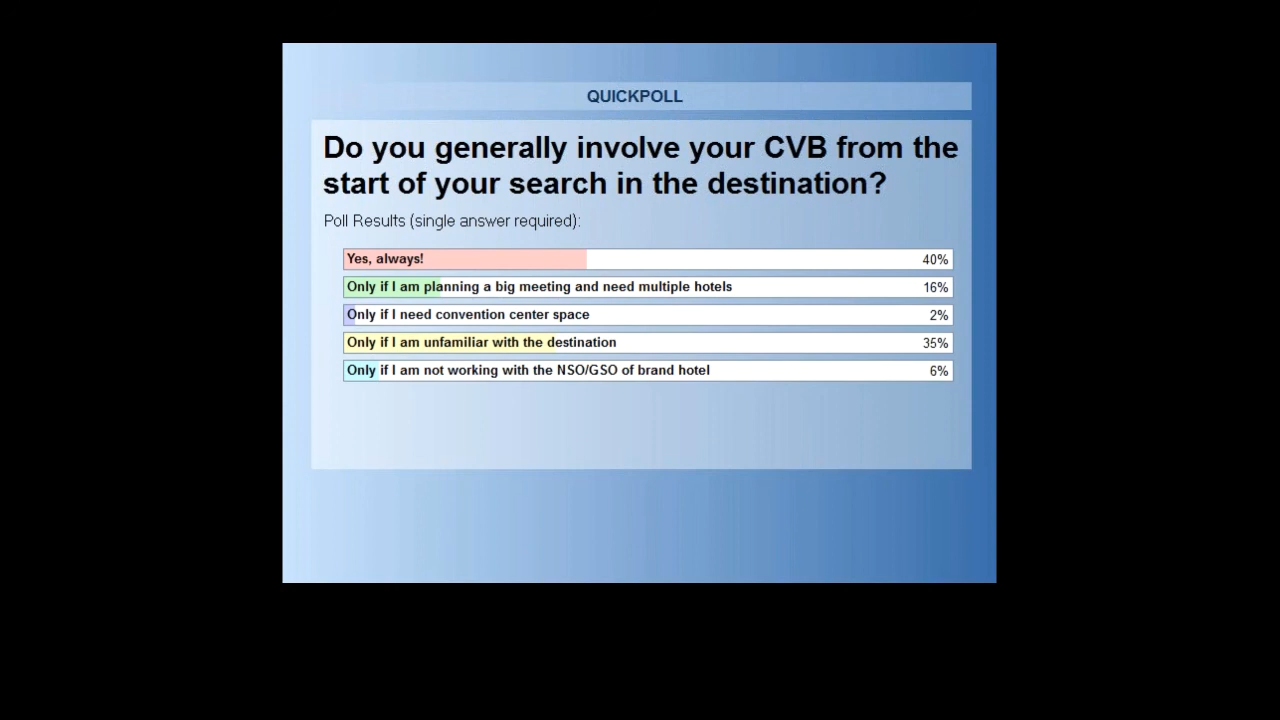 QUICKPOLL
Do you generally involve your CVB from the
start of your search in the destination?
Poll Results (single answer required):
Yes, always! 40%
Only if I am planning a big meeting and need multiple hotels 16%
Only if I need convention center space 2%
Only if I am unfamiliar with the destination 35%
Only if I am not working with the NSO/GSO of brand hotel 6%